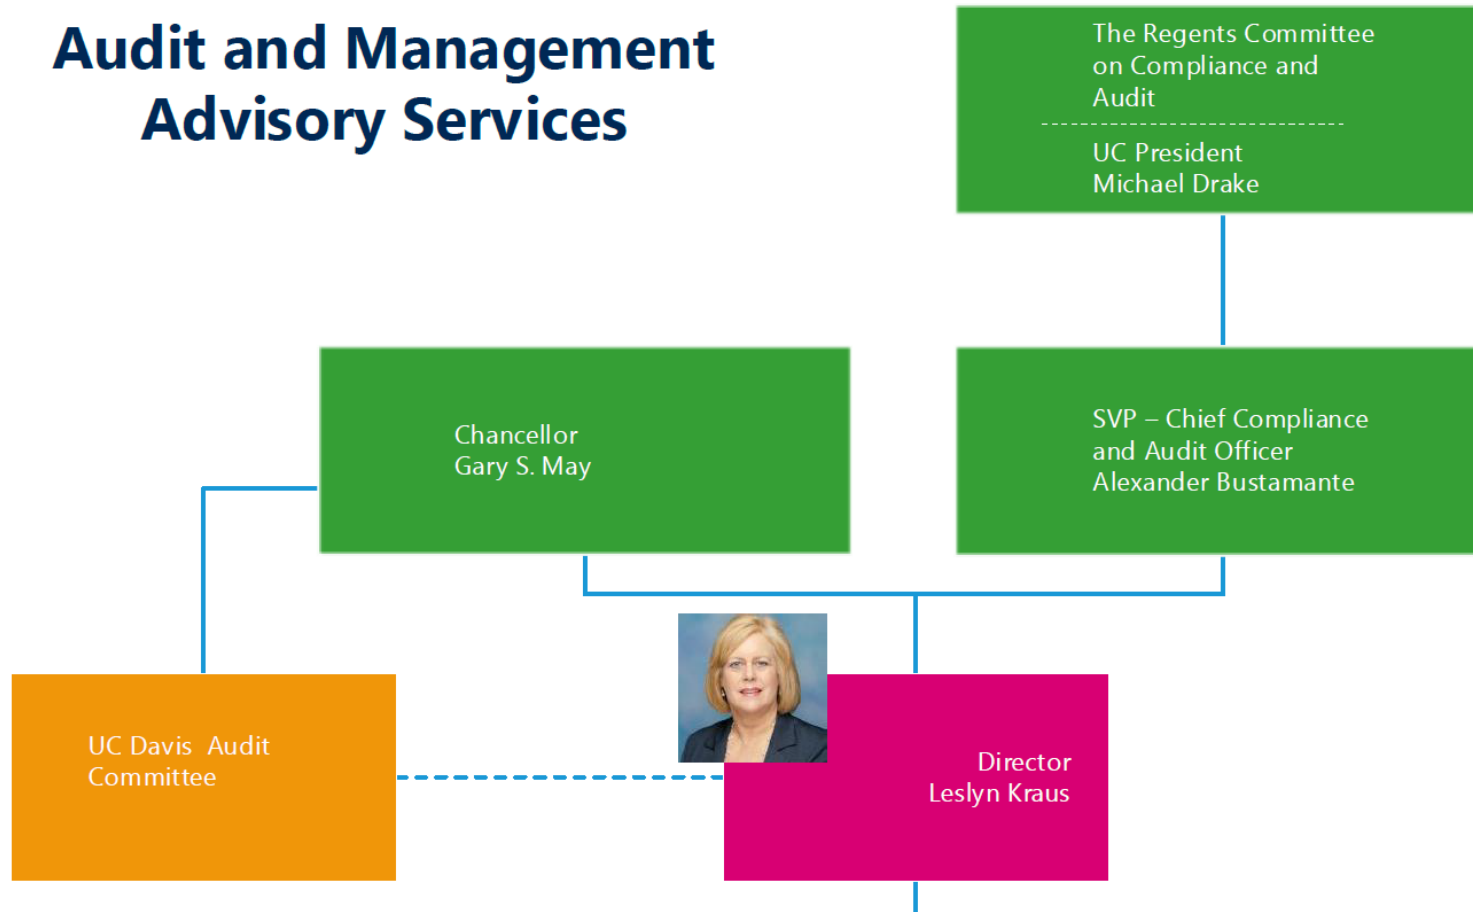 Audit and Management
Advisory Services
The Regents Committee
on Compliance and
Audit
UC President
Michael Drake
Chancellor
Gary S. May
SVP – Chief Compliance
and Audit Officer
Alexander Bustamante
UC Davis  Audit
Committee
Director
Leslyn Kraus